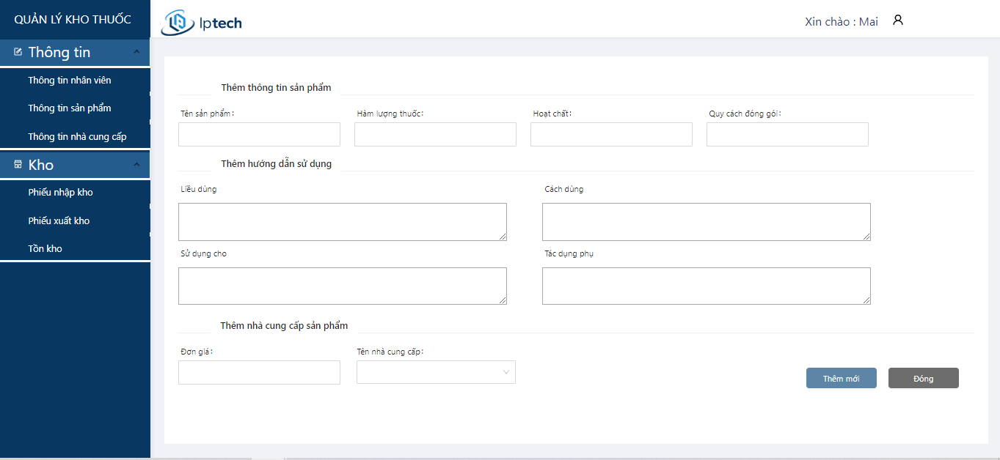 QUẢN LÝ KHO THUỐC
Iptech
Xin chào : Mai
Thông tin
Thông tin nhân viên
Thông tin sản phẩm
Thông tin nhà cung cấp
Kho
Phiếu nhập kho
Phiếu xuất kho
Tồn kho
Thêm thông tin sản phẩm
Tên sản phẩm: Hàm lượng thuốc: Hoạt chất: Quy cách đóng gói:
Thêm hướng dẫn sử dụng
Liều dùng Cách dùng
Sử dụng cho Tác dụng phụ
Thêm nhà cung cấp sản phẩm
Đơn giá: Tên nhà cung cấp:
Thêm mới Đóng